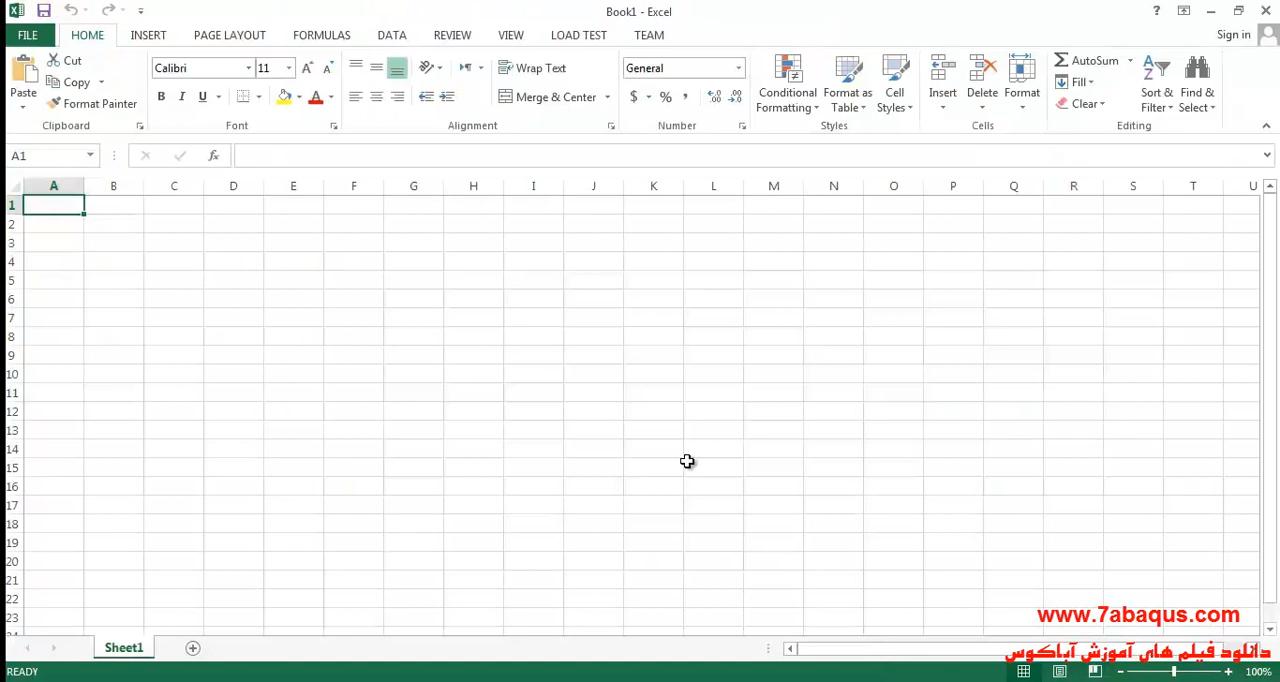 Book1 - Excel
FILE HOME INSERT PAGE LAYOUT FORMULAS DATA REVIEW VIEW LOAD TEST TEAM Sign in
Paste Cut Copy Format Painter
Clipboard
Calibri 11
B I U A
Font
Wrap Text
Merge & Center
Alignment
General
$ % ,
Number
Conditional Formatting Format as Table Cell Styles
Styles
Insert Delete Format
Cells
AutoSum
Fill
Clear
Sort & Filter Find & Select
Editing
A1 fx
A B C D E F G H I J K L M N O P Q R S T U
1
2
3
4
5
6
7
8
9
10
11
12
13
14
15
16
17
18
19
20
21
22
23
24
www.7abaqus.com
Sheet1
دانلود فیلم های آموزش آباکوس
READY 100%